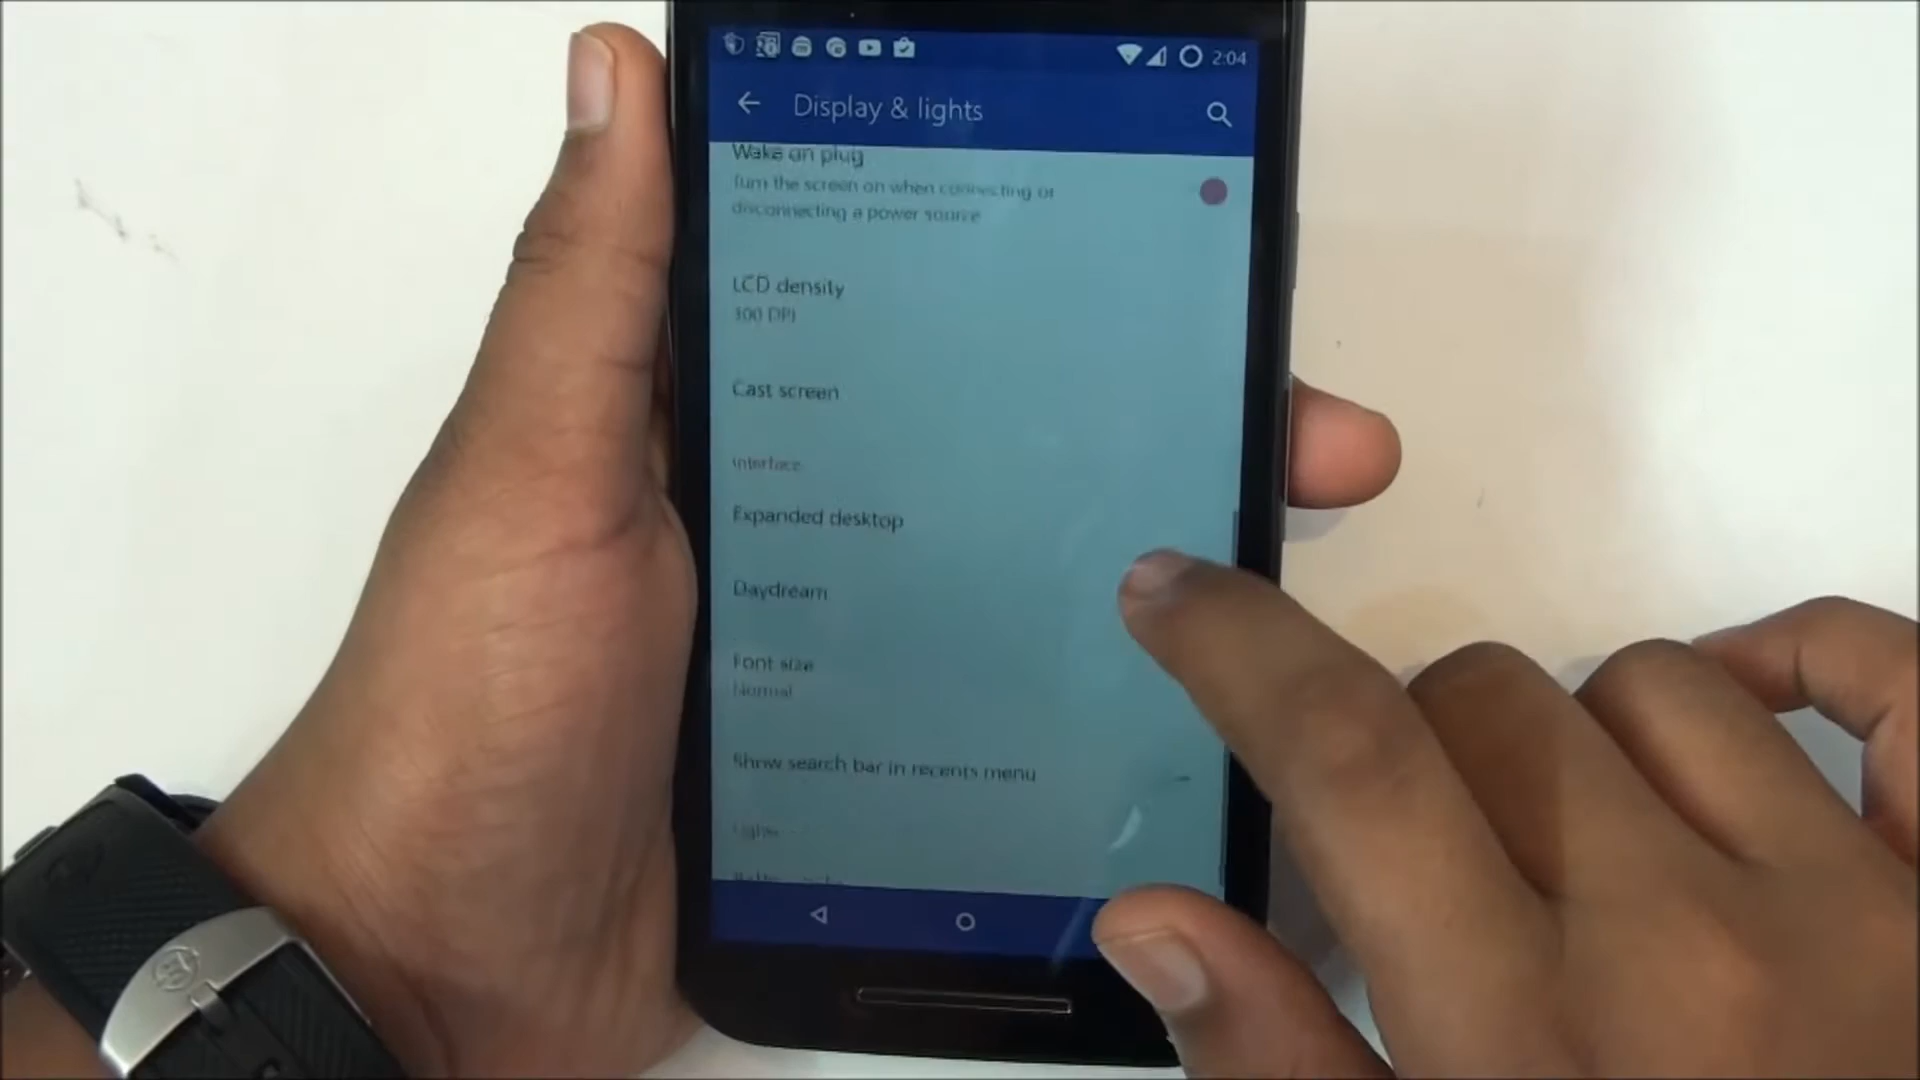 2:04
Display & lights
Wake on plug
Turn the screen on when connecting or
disconnecting a power source
LCD density
300 DPI
Cast screen
Interface
Expanded desktop
Daydream
Font size
Normal
Show search bar in recents menu